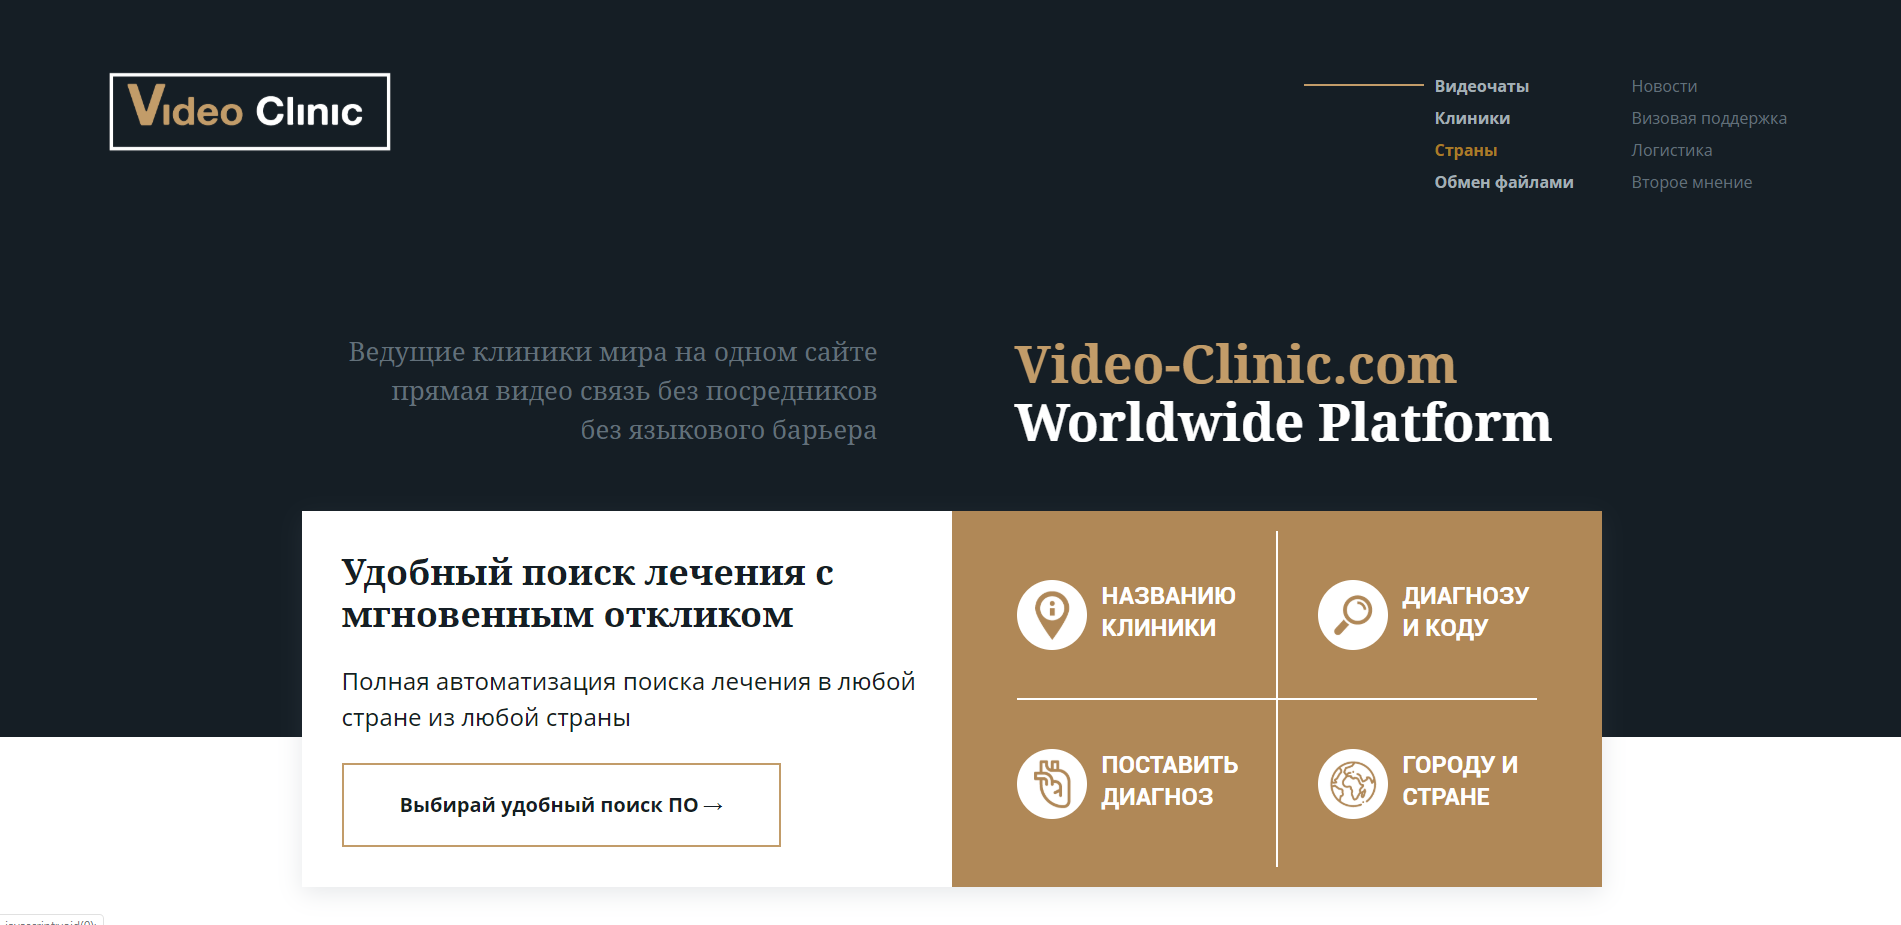 Video Clinic
Видеочаты
Клиники
Страны
Обмен файлами
Новости
Визовая поддержка
Логистика
Второе мнение
Ведущие клиники мира на одном сайте
прямая видео связь без посредников
без языкового барьера
Video-Clinic.com
Worldwide Platform
Удобный поиск лечения с
мгновенным откликом
Полная автоматизация поиска лечения в любой
стране из любой страны
Выбирай удобный поиск ПО →
НАЗВАНИЮ
КЛИНИКИ
ДИАГНОЗУ
И КОДУ
ПОСТАВИТЬ
ДИАГНОЗ
ГОРОДУ И
СТРАНЕ